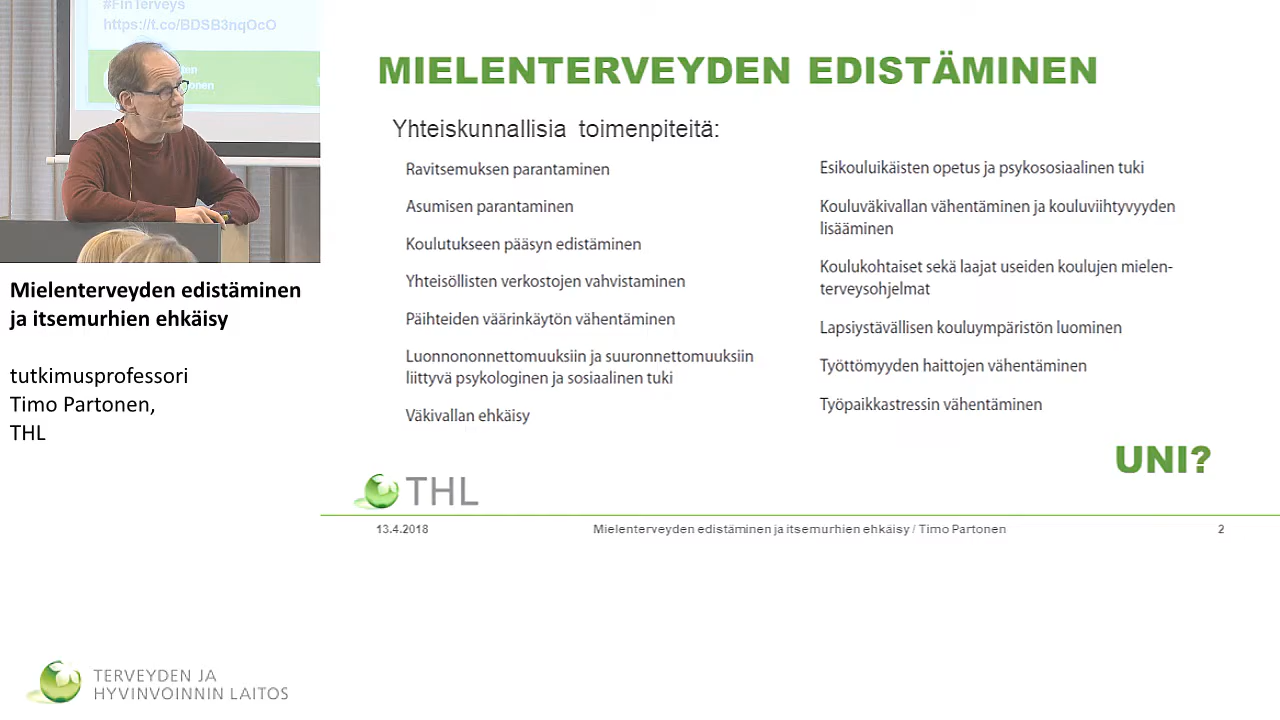 #FinTerveys
https://t.co/BDSB3nqOcO
Mielenterveyden edistäminen
ja itsemurhien ehkäisy
tutkimusprofessori
Timo Partonen,
THL
MIELENTERVEYDEN EDISTÄMINEN
Yhteiskunnallisia toimenpiteitä:
Ravitsemuksen parantaminen
Asumisen parantaminen
Koulutukseen pääsyn edistäminen
Yhteisöllisten verkostojen vahvistaminen
Päihteiden väärinkäytön vähentäminen
Luonnononnettomuuksiin ja suuronnettomuuksiin
liittyvä psykologinen ja sosiaalinen tuki
Väkivallan ehkäisy
Esikouluikäisten opetus ja psykososiaalinen tuki
Kouluväkivallan vähentäminen ja kouluviihtyvyyden
lisääminen
Koulukohtaiset sekä laajat useiden koulujen mielen-
terveysohjelmat
Lapsiystävällisen kouluympäristön luominen
Työttömyyden haittojen vähentäminen
Työpaikkastressin vähentäminen
UNI?
THL
13.4.2018
Mielenterveyden edistäminen ja itsemurhien ehkäisy / Timo Partonen
2
TERVEYDEN JA
HYVINVOINNIN LAITOS